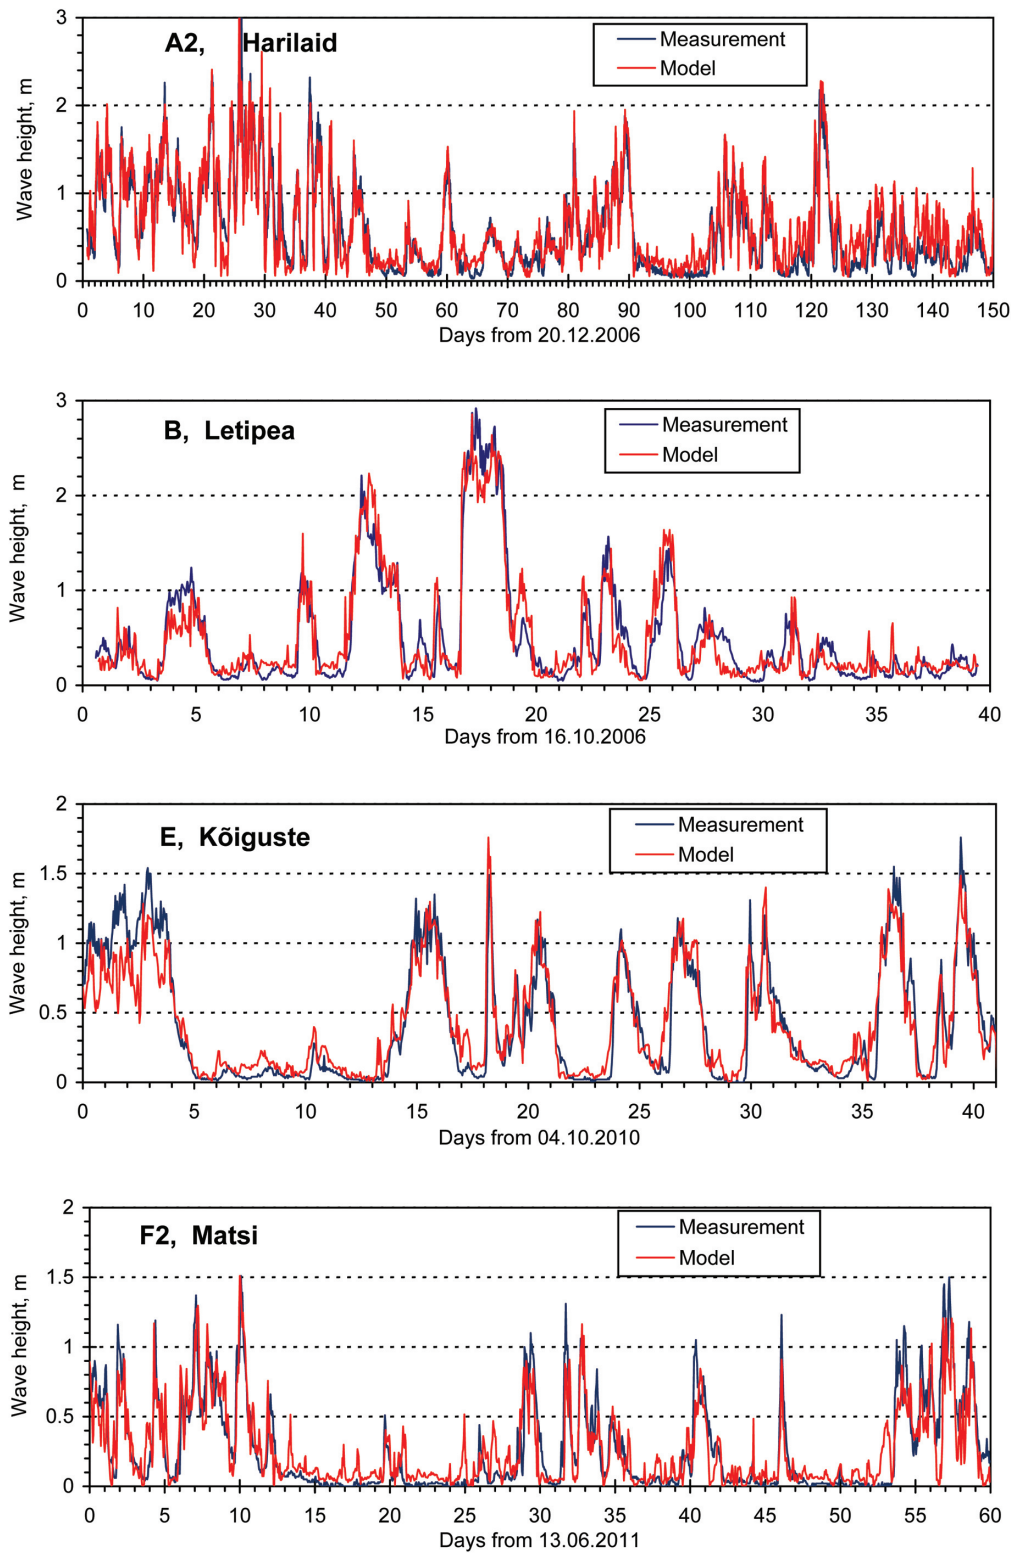 A2, Harilaid
Measurement
Model
Wave height, m
3
2
1
0
0 10 20 30 40 50 60 70 80 90 100 110 120 130 140 150
Days from 20.12.2006
B, Letipea
Measurement
Model
Wave height, m
3
2
1
0
0 5 10 15 20 25 30 35 40
Days from 16.10.2006
E, Kõiguste
Measurement
Model
Wave height, m
2
1.5
1
0.5
0
0 5 10 15 20 25 30 35 40
Days from 04.10.2010
F2, Matsi
Measurement
Model
Wave height, m
2
1.5
1
0.5
0
0 5 10 15 20 25 30 35 40 45 50 55 60
Days from 13.06.2011